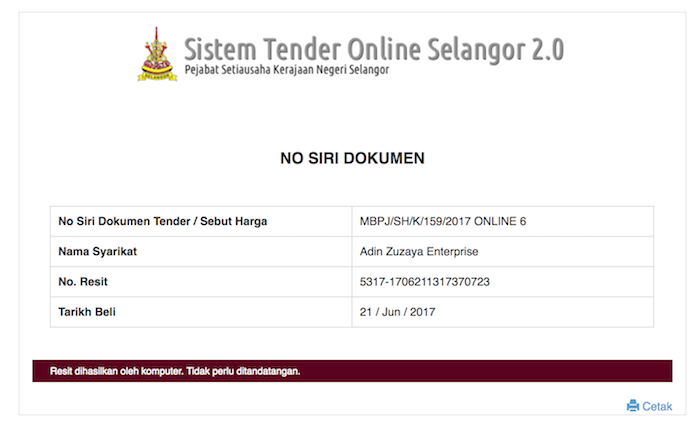 Sistem Tender Online Selangor 2.0
Pejabat Setiausaha Kerajaan Negeri Selangor
SELANGOR
NO SIRI DOKUMEN
No Siri Dokumen Tender / Sebut Harga MBPJ/SH/K/159/2017 ONLINE 6
Nama Syarikat Adin Zuzaya Enterprise
No. Resit 5317-1706211317370723
Tarikh Beli 21 / Jun / 2017
Resit dihasilkan oleh komputer. Tidak perlu ditandatangan.
Cetak